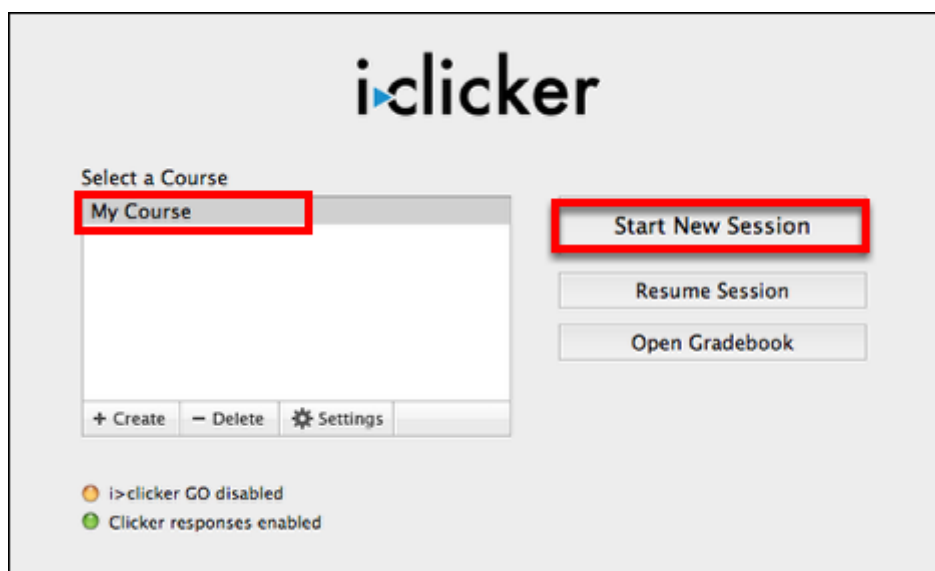 i>clicker
Select a Course
My Course
Start New Session
Resume Session
Open Gradebook
+ Create
− Delete
Settings
i>clicker GO disabled
Clicker responses enabled